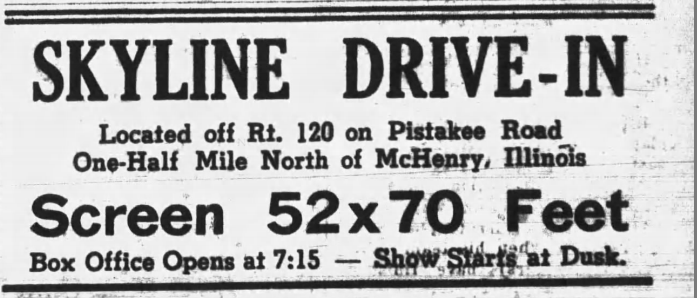 SKYLINE DRIVE-IN
Located off Rt. 120 on Pistakee Road
One-Half Mile North of McHenry, Illinois
Screen 52x70 Feet
Box Office Opens at 7:15 — Show Starts at Dusk.